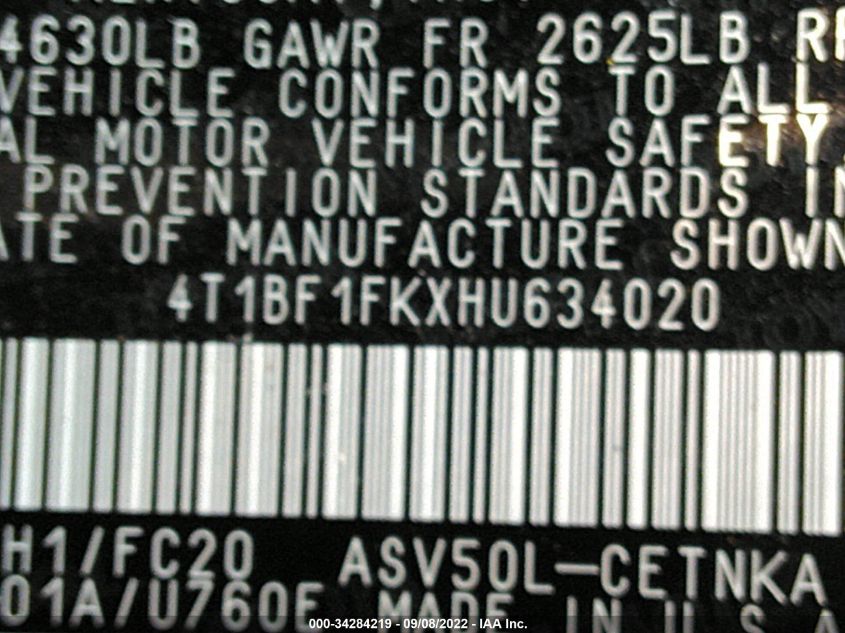 4630LB GAWR FR 2625LB RR
VEHICLE CONFORMS TO ALL
AL MOTOR VEHICLE SAFETY,
PREVENTION STANDARDS IN
ATE OF MANUFACTURE SHOWN
4T1BF1FKXHU634020
H1/FC20 ASV50L-CETNKA
01A/U760E MADE IN U.S.A
000-34284219 - 09/08/2022 - IAA Inc.